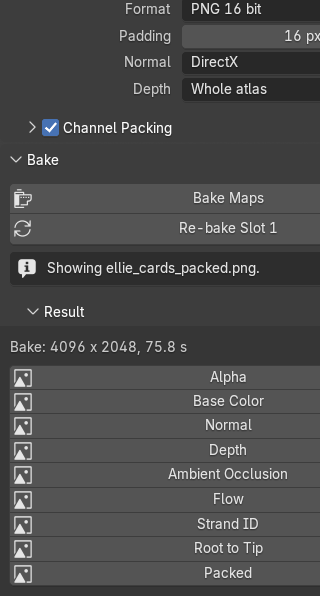 Format PNG 16 bit
Padding 16 px
Normal DirectX
Depth Whole atlas
Channel Packing
Bake
Bake Maps
Re-bake Slot 1
Showing ellie_cards_packed.png.
Result
Bake: 4096 x 2048, 75.8 s
Alpha
Base Color
Normal
Depth
Ambient Occlusion
Flow
Strand ID
Root to Tip
Packed